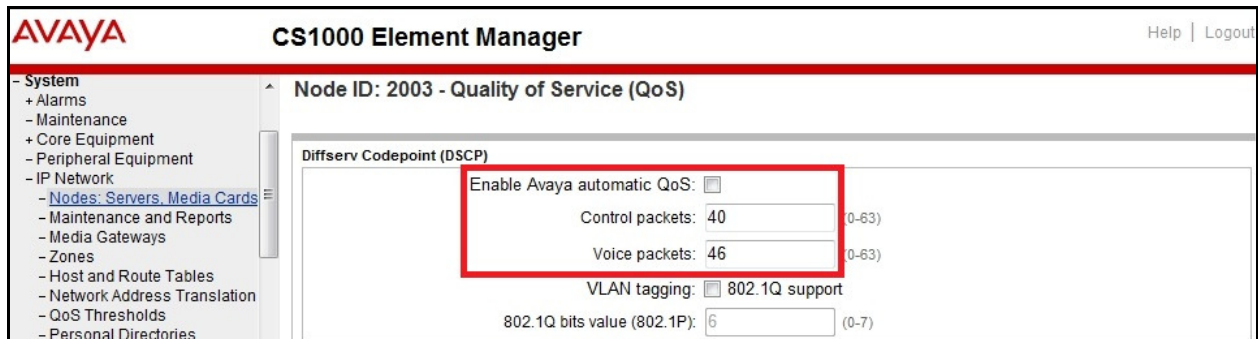 AVAYA
CS1000 Element Manager
Help | Logout
– System
+ Alarms
– Maintenance
+ Core Equipment
– Peripheral Equipment
– IP Network
– Nodes: Servers, Media Cards
– Maintenance and Reports
– Media Gateways
– Zones
– Host and Route Tables
– Network Address Translation
– QoS Thresholds
– Personal Directories
Node ID: 2003 - Quality of Service (QoS)
Diffserv Codepoint (DSCP)
Enable Avaya automatic QoS:
Control packets: 40 (0-63)
Voice packets: 46 (0-63)
VLAN tagging: 802.1Q support
802.1Q bits value (802.1P): 6 (0-7)